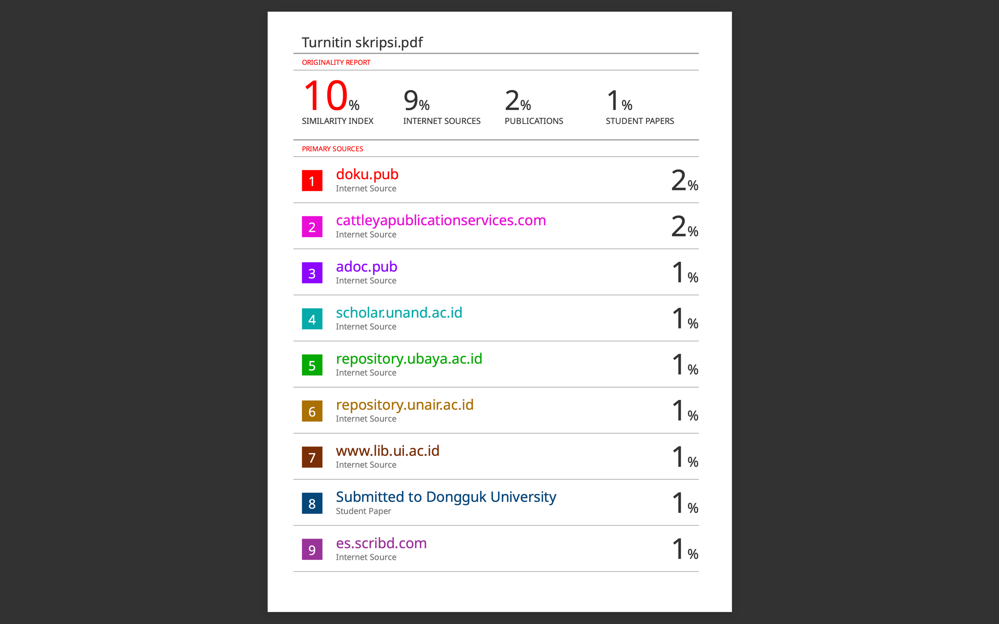 Turnitin skripsi.pdf
ORIGINALITY REPORT
10% 9% 2% 1%
SIMILARITY INDEX INTERNET SOURCES PUBLICATIONS STUDENT PAPERS
PRIMARY SOURCES
1 doku.pub 2%
Internet Source
2 cattleyapublicationservices.com 2%
Internet Source
3 adoc.pub 1%
Internet Source
4 scholar.unand.ac.id 1%
Internet Source
5 repository.ubaya.ac.id 1%
Internet Source
6 repository.unair.ac.id 1%
Internet Source
7 www.lib.ui.ac.id 1%
Internet Source
8 Submitted to Dongguk University 1%
Student Paper
9 es.scribd.com 1%
Internet Source